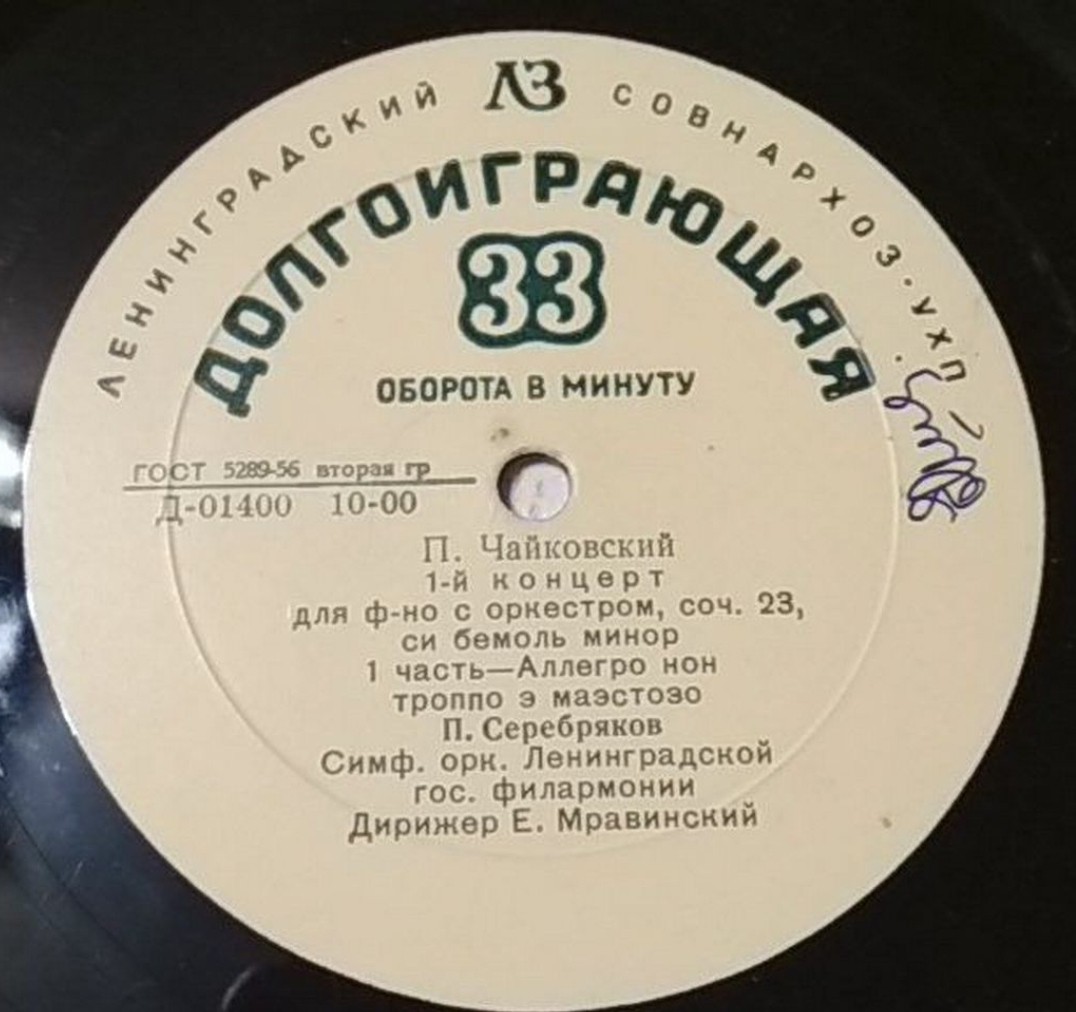 ЛЕНИНГРАДСКИЙ ЛЗ СОВНАРХОЗ · УХП
ДОЛГОИГРАЮЩАЯ
33
ОБОРОТА В МИНУТУ
ГОСТ 5289-56 вторая гр
Д-01400 10-00
П. Чайковский
1-й концерт
для ф-но с оркестром, соч. 23,
си бемоль минор
1 часть—Аллегро нон
троппо э маэстозо
П. Серебряков
Симф. орк. Ленинградской
гос. филармонии
Дирижер Е. Мравинский